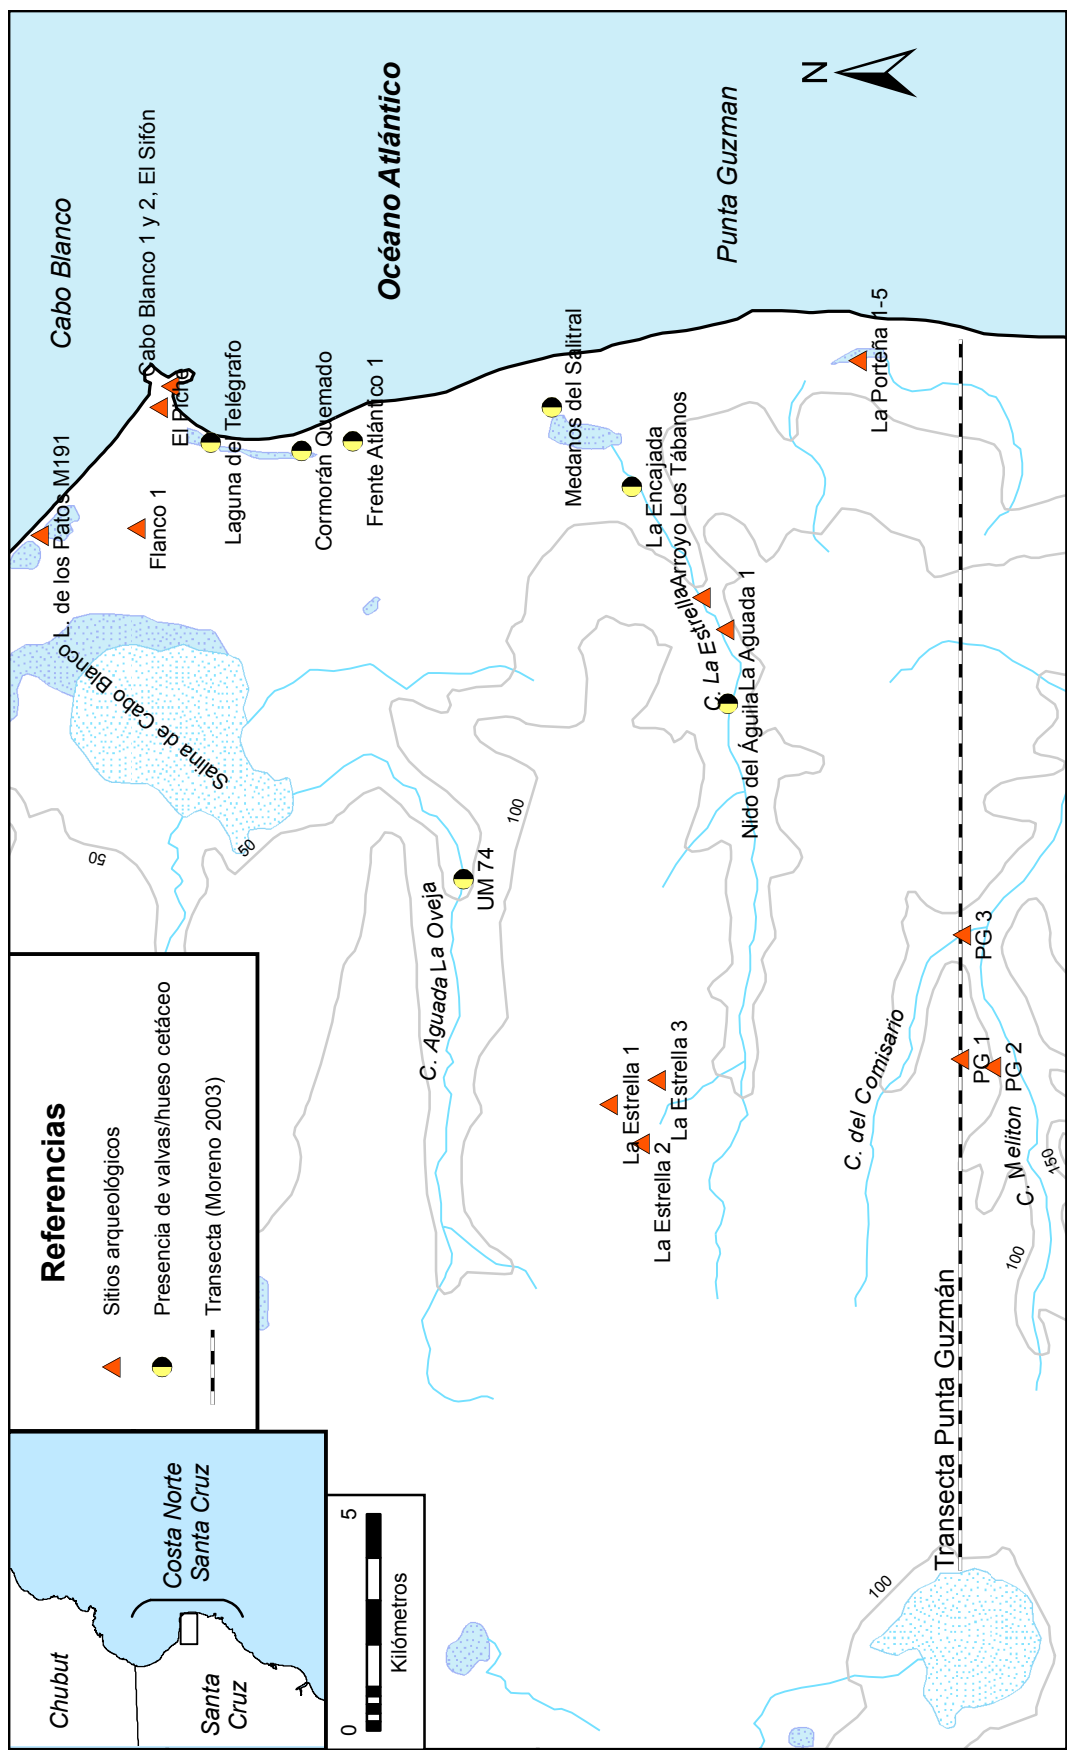 Referencias
Sitios arqueológicos
Presencia de valvas/hueso cetáceo
Transecta (Moreno 2003)
Chubut
Santa
Cruz
Costa Norte
Santa Cruz
0
5
Kilómetros
Cabo Blanco
Océano Atlántico
Punta Guzman
N
L. de los Patos M191
Cabo Blanco 1 y 2, El Sifón
El Piche
Flanco 1
Laguna del Telégrafo
Cormorán Quemado
Frente Atlántico 1
Salina de Cabo Blanco
50
50
100
UM 74
C. Aguada La Oveja
Medanos del Salitral
La Encajada
Arroyo Los Tábanos
C. La Estrella
La Aguada 1
Nido del Águila
La Estrella 1
La Estrella 2
La Estrella 3
La Porteña 1-5
C. del Comisario
PG 3
PG 1
PG 2
C. Meliton
150
100
Transecta Punta Guzmán
100